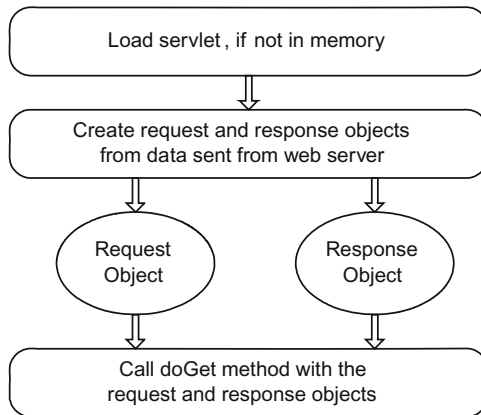 Load servlet, if not in memory
Create request and response objects
from data sent from web server
Request
Object
Response
Object
Call doGet method with the
request and response objects